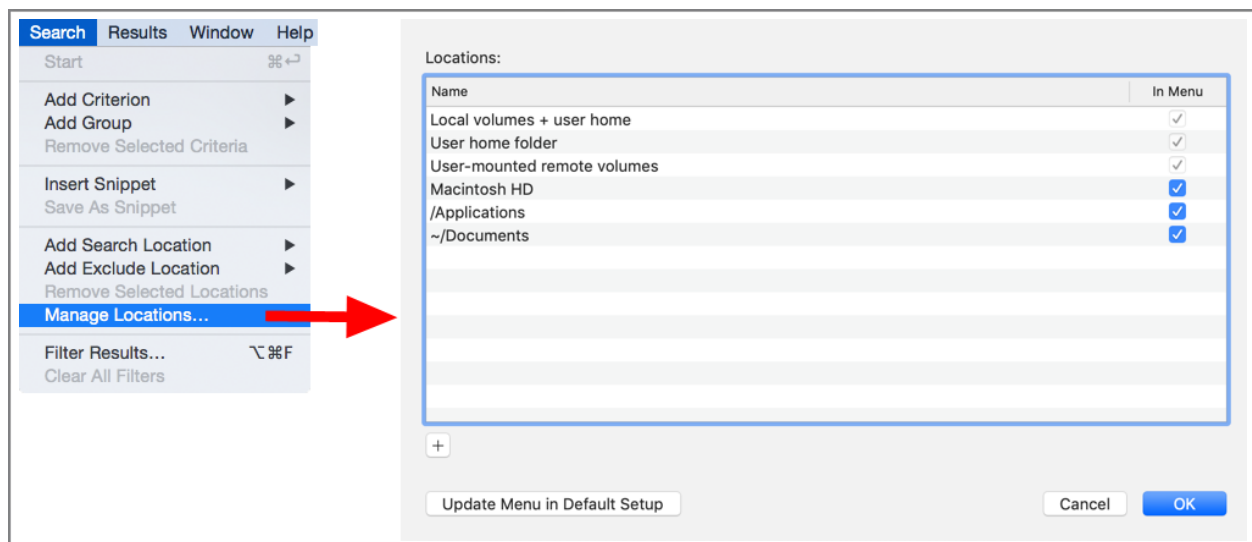 Search Results Window Help
Start ⌘↩
Add Criterion ▶
Add Group ▶
Remove Selected Criteria
Insert Snippet ▶
Save As Snippet
Add Search Location ▶
Add Exclude Location ▶
Remove Selected Locations
Manage Locations...
Filter Results... ⌥⌘F
Clear All Filters
Locations:
Name In Menu
Local volumes + user home
User home folder
User-mounted remote volumes
Macintosh HD
/Applications
~/Documents
+
Update Menu in Default Setup Cancel OK